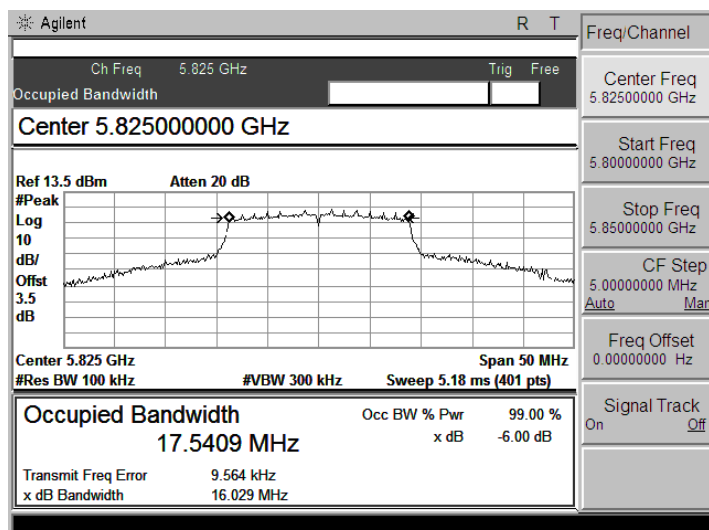 Agilent R T
Ch Freq 5.825 GHz Trig Free
Occupied Bandwidth
Center 5.825000000 GHz
Ref 13.5 dBm Atten 20 dB
#Peak
Log
10
dB/
Offst
3.5
dB
Center 5.825 GHz Span 50 MHz
#Res BW 100 kHz #VBW 300 kHz Sweep 5.18 ms (401 pts)
Occupied Bandwidth Occ BW % Pwr 99.00 %
17.5409 MHz x dB -6.00 dB
Transmit Freq Error 9.564 kHz
x dB Bandwidth 16.029 MHz
Freq/Channel
Center Freq
5.82500000 GHz
Start Freq
5.80000000 GHz
Stop Freq
5.85000000 GHz
CF Step
5.00000000 MHz
Auto Man
Freq Offset
0.00000000 Hz
Signal Track
On Off